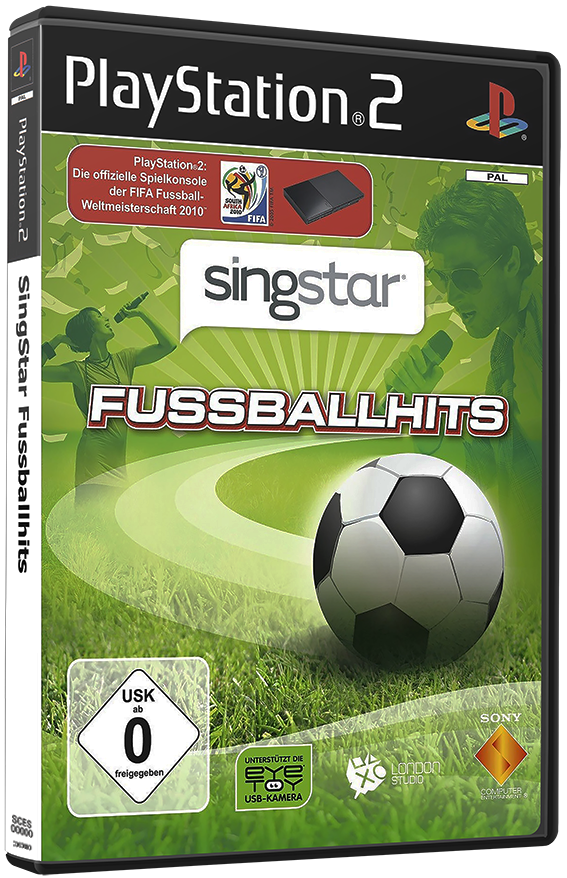 PAL
PlayStation®2
SingStar Fussballhits
SCES
00000
PlayStation®2
PAL
PlayStation®2:
Die offizielle Spielkonsole
der FIFA Fussball-
Weltmeisterschaft 2010™
SOUTH AFRICA
2010
FIFA
singstar®
FUSSBALLHITS
USK
ab
0
freigegeben
UNTERSTÜTZT DIE
EYE
TOY
USB-KAMERA
LONDON
STUDIO
SONY
COMPUTER
ENTERTAINMENT®